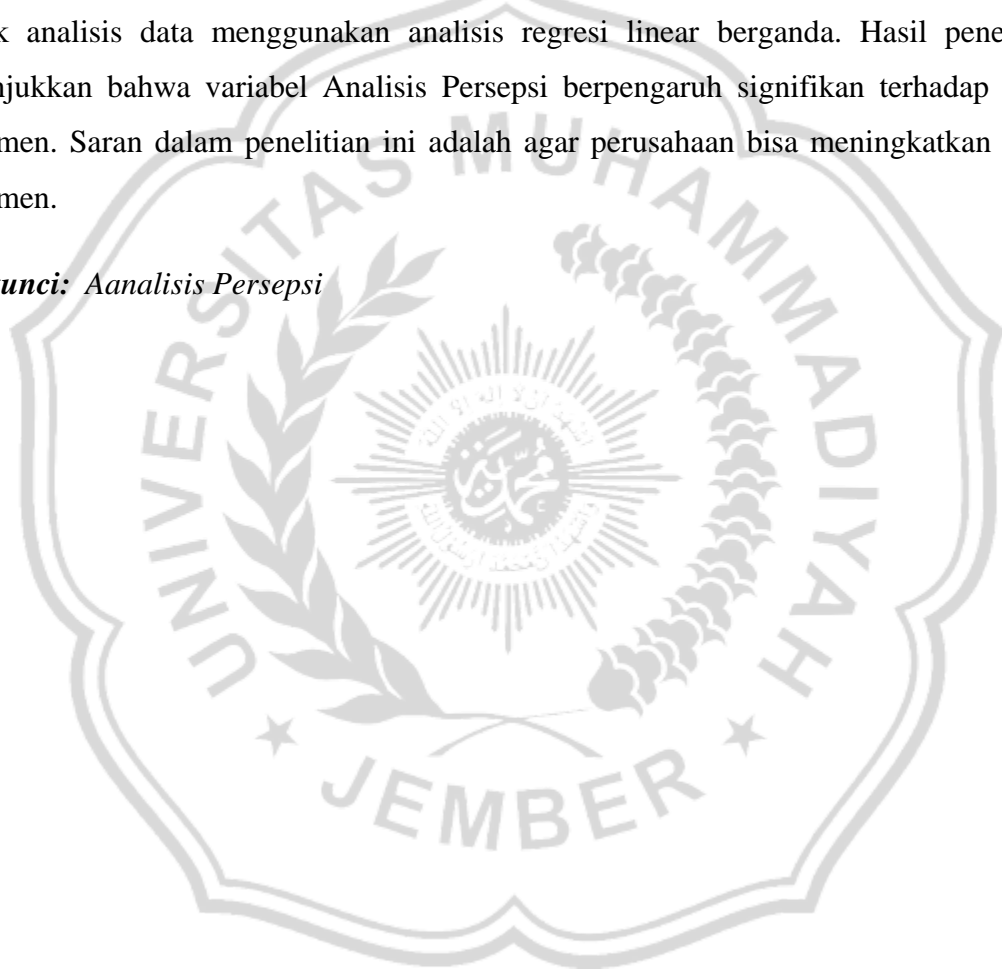 k analisis data menggunakan analisis regresi linear berganda. Hasil pene
njukkan bahwa variabel Analisis Persepsi berpengaruh signifikan terhadap
men. Saran dalam penelitian ini adalah agar perusahaan bisa meningkatkan
men.
unci: Aanalisis Persepsi
UNIVERSITAS MUHAMMADIYAH
JEMBER